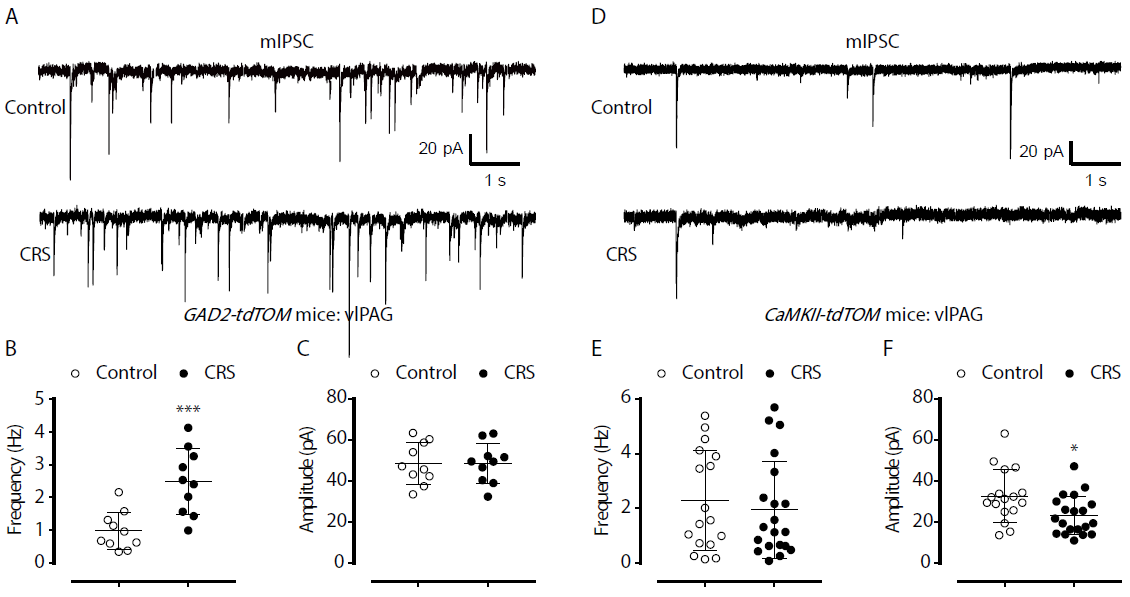 A
mIPSC
Control
20 pA
1 s
CRS
GAD2-tdTOM mice: vlPAG
D
mIPSC
Control
20 pA
1 s
CRS
CaMKII-tdTOM mice: vlPAG
B
Control CRS
***
Frequency (Hz)
5
4
3
2
1
0
C
Control CRS
Amplitude (pA)
80
60
40
20
0
E
Control CRS
Frequency (Hz)
6
4
2
0
F
Control CRS
*
Amplitude (pA)
80
60
40
20
0